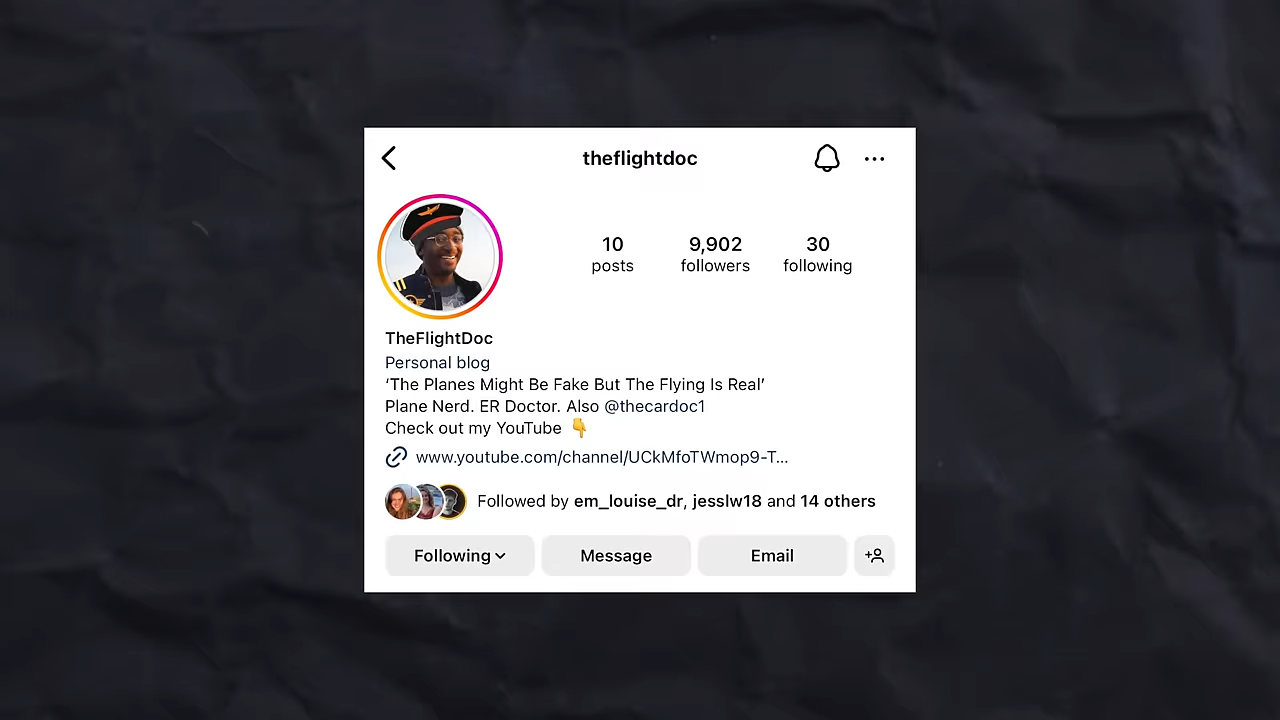 theflightdoc
10 9,902 30
posts followers following
TheFlightDoc
Personal blog
‘The Planes Might Be Fake But The Flying Is Real’
Plane Nerd. ER Doctor. Also @thecardoc1
Check out my YouTube 👇
www.youtube.com/channel/UCkMfoTWmop9-T...
Followed by em_louise_dr, jesslw18 and 14 others
Following Message Email